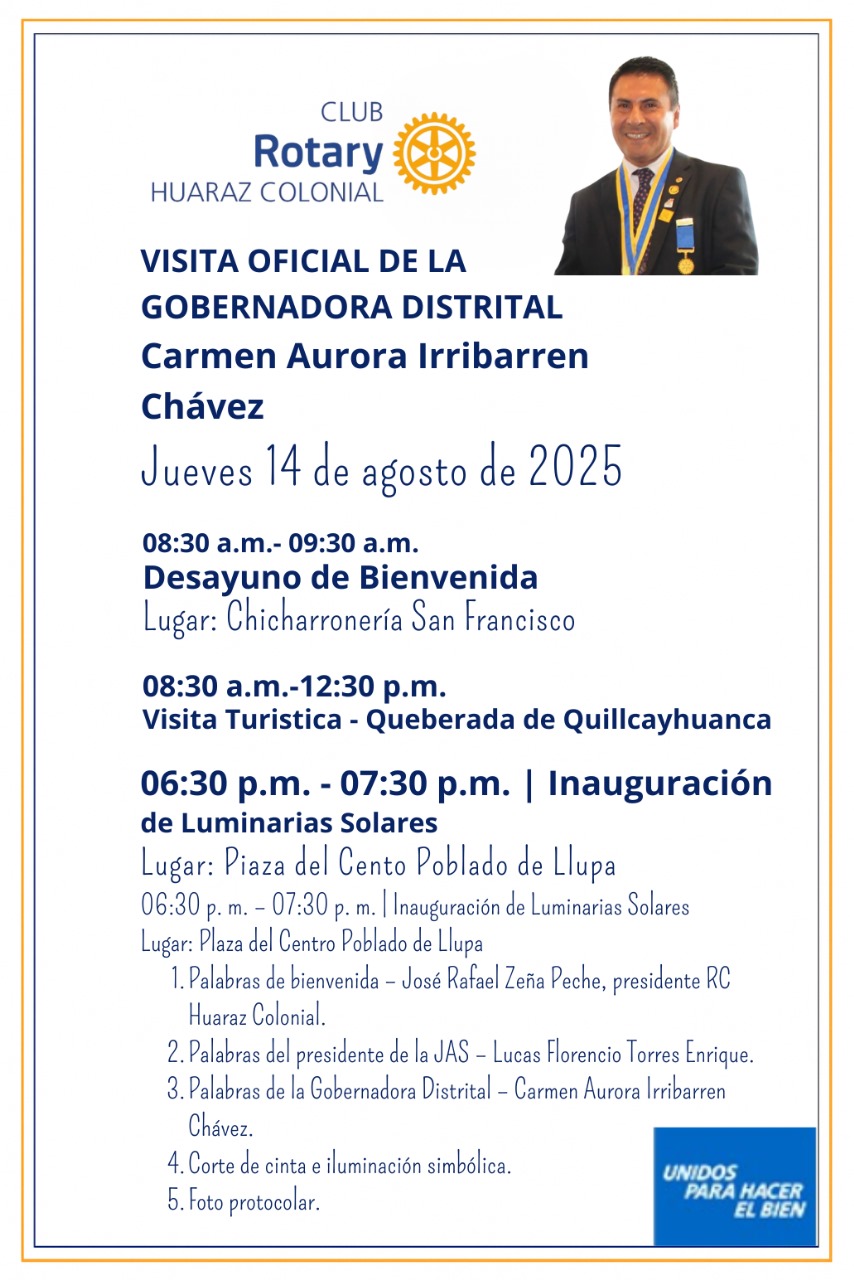 CLUB
Rotary
HUARAZ COLONIAL
VISITA OFICIAL DE LA
GOBERNADORA DISTRITAL
Carmen Aurora Irribarren
Chávez
Jueves 14 de agosto de 2025
08:30 a.m.- 09:30 a.m.
Desayuno de Bienvenida
Lugar: Chicharronería San Francisco
08:30 a.m.-12:30 p.m.
Visita Turistica - Queberada de Quillcayhuanca
06:30 p.m. - 07:30 p.m. | Inauguración
de Luminarias Solares
Lugar: Piaza del Cento Poblado de Llupa
06:30 p. m. – 07:30 p. m. | Inauguración de Luminarias Solares
Lugar: Plaza del Centro Poblado de Llupa
1. Palabras de bienvenida – José Rafael Zeña Peche, presidente RC
Huaraz Colonial.
2. Palabras del presidente de la JAS – Lucas Florencio Torres Enrique.
3. Palabras de la Gobernadora Distrital – Carmen Aurora Irribarren
Chávez.
4. Corte de cinta e iluminación simbólica.
5. Foto protocolar.
UNIDOS
PARA HACER
EL BIEN